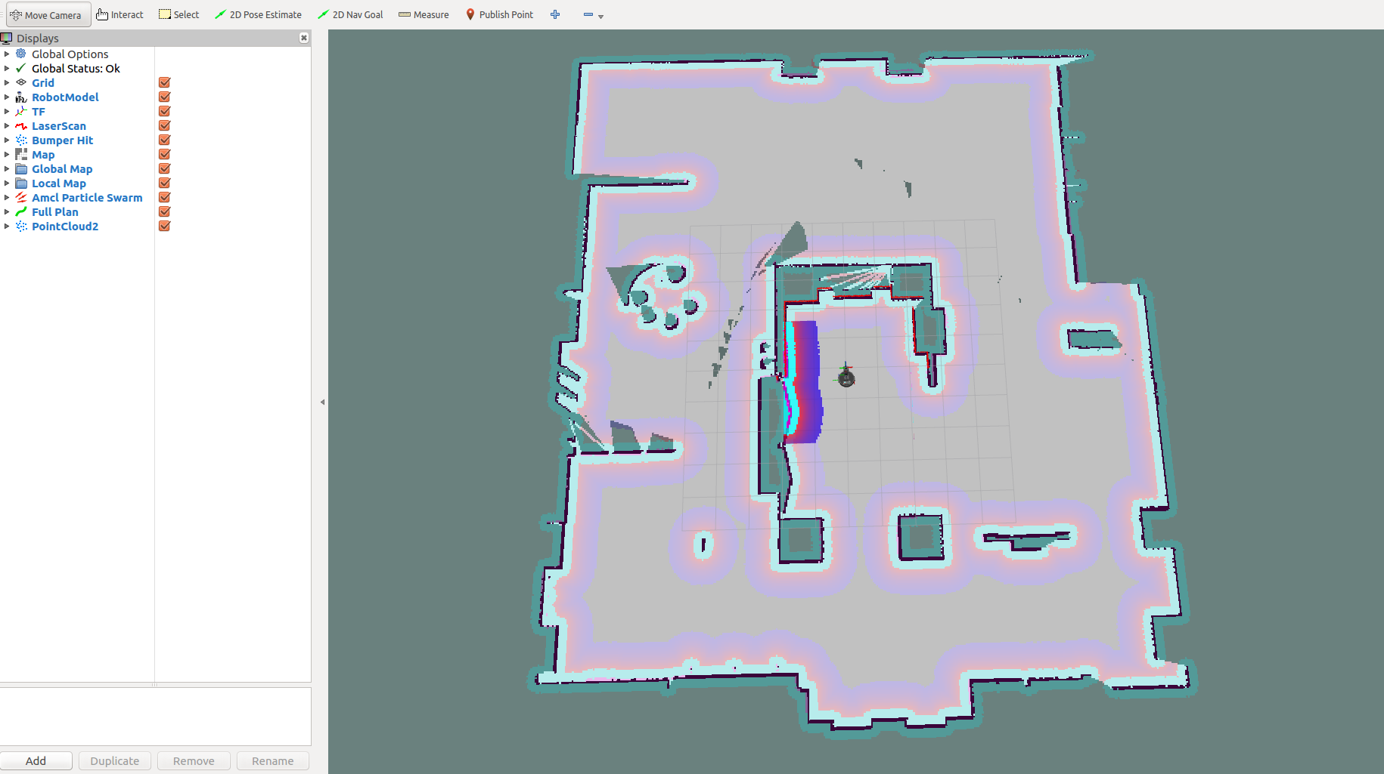 Move Camera Interact Select 2D Pose Estimate 2D Nav Goal Measure Publish Point
Displays
Global Options
Global Status: Ok
Grid
RobotModel
TF
LaserScan
Bumper Hit
Map
Global Map
Local Map
Amcl Particle Swarm
Full Plan
PointCloud2
Add Duplicate Remove Rename